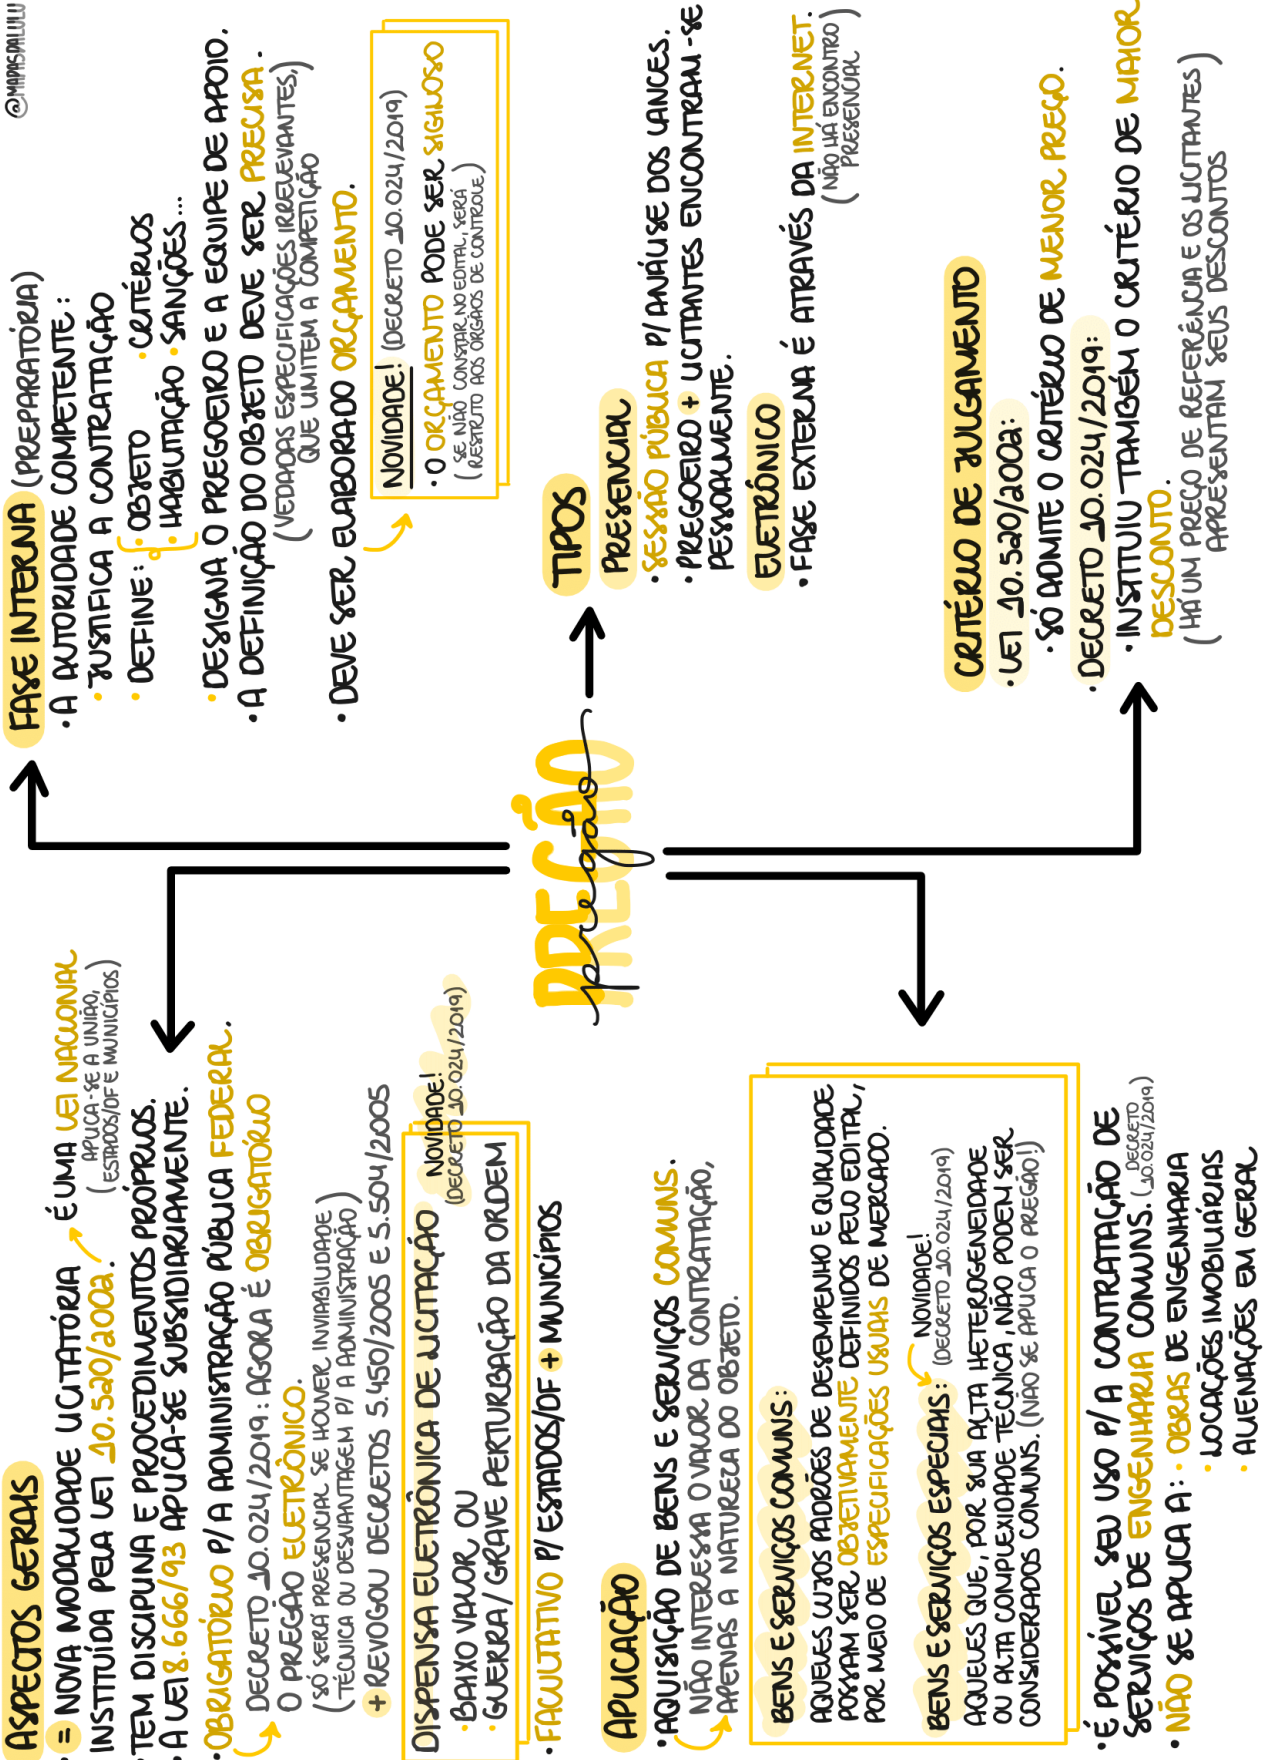 @MAPASDALULU
ASPECTOS GERAIS
• = NOVA MODALIDADE LICITATÓRIA
INSTITUÍDA PELA LEI 10.520/2002.
É UMA LEI NACIONAL
(APLICA-SE A UNIÃO,
ESTADOS/DF E MUNICÍPIOS)
• TEM DISCIPLINA E PROCEDIMENTOS PRÓPRIOS.
• A LEI 8.666/93 APLICA-SE SUBSIDIARIAMENTE.
• OBRIGATÓRIO P/ A ADMINISTRAÇÃO PÚBLICA FEDERAL.
DECRETO 10.024/2019: AGORA É OBRIGATÓRIO
O PREGÃO ELETRÔNICO.
(SÓ SERÁ PRESENCIAL SE HOUVER INVIABILIDADE
TÉCNICA OU DESVANTAGEM P/ A ADMINISTRAÇÃO)
+ REVOGOU DECRETOS 5.450/2005 E 5.504/2005
DISPENSA ELETRÔNICA DE LICITAÇÃO
NOVIDADE!
(DECRETO 10.024/2019)
• BAIXO VALOR OU
• GUERRA/GRAVE PERTURBAÇÃO DA ORDEM
• FACULTATIVO P/ ESTADOS/DF + MUNICÍPIOS
APLICAÇÃO
• AQUISIÇÃO DE BENS E SERVIÇOS COMUNS.
NÃO INTERESSA O VALOR DA CONTRATAÇÃO,
APENAS A NATUREZA DO OBJETO.
BENS E SERVIÇOS COMUNS:
AQUELES CUJOS PADRÕES DE DESEMPENHO E QUALIDADE
POSSAM SER OBJETIVAMENTE DEFINIDOS PELO EDITAL,
POR MEIO DE ESPECIFICAÇÕES USUAIS DE MERCADO.
BENS E SERVIÇOS ESPECIAIS:
NOVIDADE!
(DECRETO 10.024/2019)
AQUELES QUE, POR SUA ALTA HETEROGENEIDADE
OU ALTA COMPLEXIDADE TÉCNICA, NÃO PODEM SER
CONSIDERADOS COMUNS. (NÃO SE APLICA O PREGÃO!)
• É POSSÍVEL SEU USO P/ A CONTRATAÇÃO DE
SERVIÇOS DE ENGENHARIA COMUNS. (DECRETO
10.024/2019)
• NÃO SE APLICA A: • OBRAS DE ENGENHARIA
• LOCAÇÕES IMOBILIÁRIAS
• ALIENAÇÕES EM GERAL
PREGÃO
pregão
FASE INTERNA (PREPARATÓRIA)
• A AUTORIDADE COMPETENTE:
• JUSTIFICA A CONTRATAÇÃO
• DEFINE: • OBJETO • CRITÉRIOS
• HABILITAÇÃO • SANÇÕES...
• DESIGNA O PREGOEIRO E A EQUIPE DE APOIO.
• A DEFINIÇÃO DO OBJETO DEVE SER PRECISA.
(VEDADAS ESPECIFICAÇÕES IRRELEVANTES,
QUE LIMITEM A COMPETIÇÃO
• DEVE SER ELABORADO ORÇAMENTO.
NOVIDADE! (DECRETO 10.024/2019)
• O ORÇAMENTO PODE SER SIGILOSO
(SE NÃO CONSTAR NO EDITAL, SERÁ
RESTRITO AOS ORGÃOS DE CONTROLE)
TIPOS
PRESENCIAL
• SESSÃO PÚBLICA P/ ANÁLISE DOS LANCES.
• PREGOEIRO + LICITANTES ENCONTRAM-SE
PESSOALMENTE.
ELETRÔNICO
• FASE EXTERNA É ATRAVÉS DA INTERNET.
(NÃO HÁ ENCONTRO
PRESENCIAL)
CRITÉRIO DE JULGAMENTO
• LEI 10.520/2002:
• SÓ ADMITE O CRITÉRIO DE MENOR PREÇO.
• DECRETO 10.024/2019:
• INSTITUIU TAMBÉM O CRITÉRIO DE MAIOR
DESCONTO.
(HÁ UM PREÇO DE REFERÊNCIA E OS LICITANTES
APRESENTAM SEUS DESCONTOS)